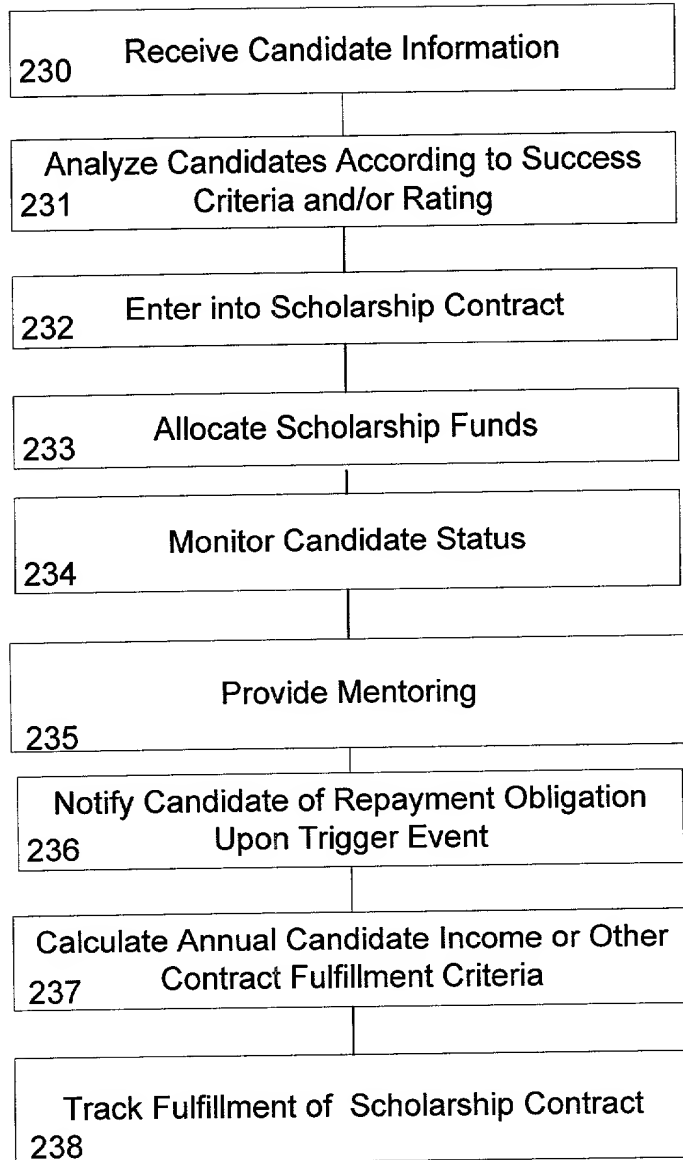 Receive Candidate Information
230
Analyze Candidates According to Success
Criteria and/or Rating
231
Enter into Scholarship Contract
232
Allocate Scholarship Funds
233
Monitor Candidate Status
234
Provide Mentoring
235
Notify Candidate of Repayment Obligation
Upon Trigger Event
236
Calculate Annual Candidate Income or Other
Contract Fulfillment Criteria
237
Track Fulfillment of Scholarship Contract
238